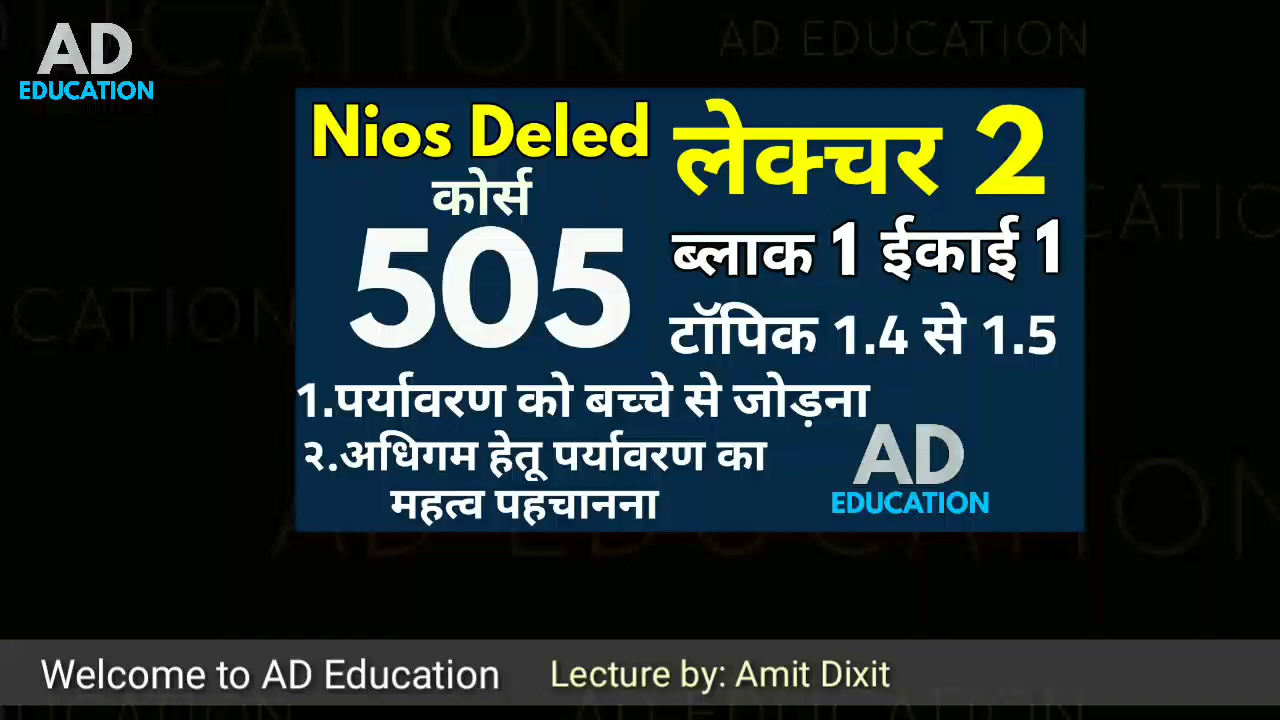 AD EDUCATION
AD
EDUCATION
Nios Deled
कोर्स
505
लेक्चर 2
ब्लाक 1 ईकाई 1
टॉपिक 1.4 से 1.5
1.पर्यावरण को बच्चे से जोड़ना
२.अधिगम हेतू पर्यावरण का
महत्व पहचानना
AD
EDUCATION
Welcome to AD Education
Lecture by: Amit Dixit